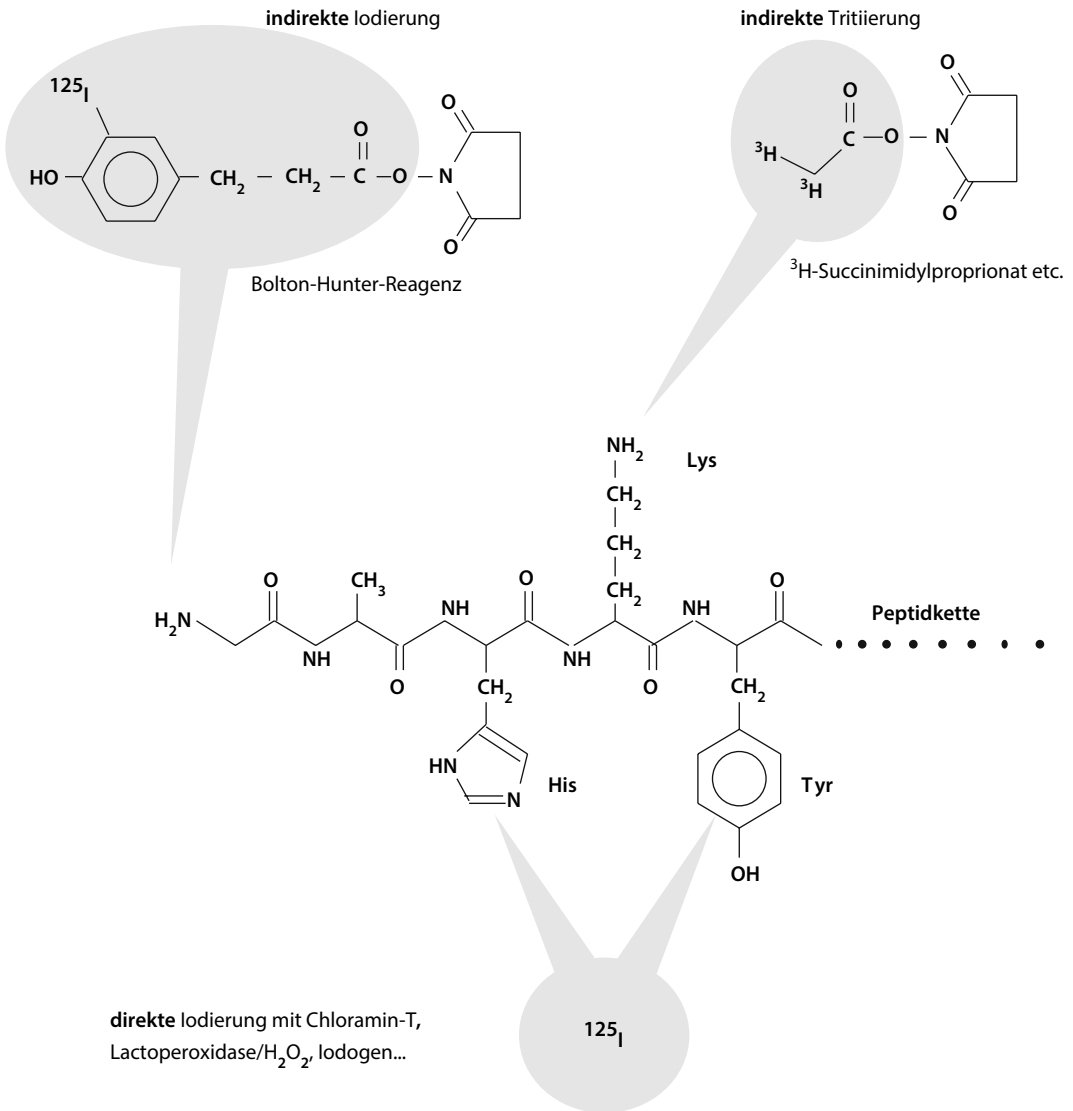 indirekte Iodierung
indirekte Tritiierung
¹²⁵I
HO
CH₂
CH₂
C
O
O
N
O
O
O
C
O
N
O
O
³H
³H
Bolton-Hunter-Reagenz
³H-Succinimidylproprionat etc.
NH₂
Lys
CH₂
CH₂
CH₂
H₂N
O
NH
CH₃
O
NH
O
NH
O
NH
O
Peptidkette
CH₂
CH₂
HN
N
His
Tyr
OH
direkte Iodierung mit Chloramin-T,
Lactoperoxidase/H₂O₂, Iodogen...
¹²⁵I